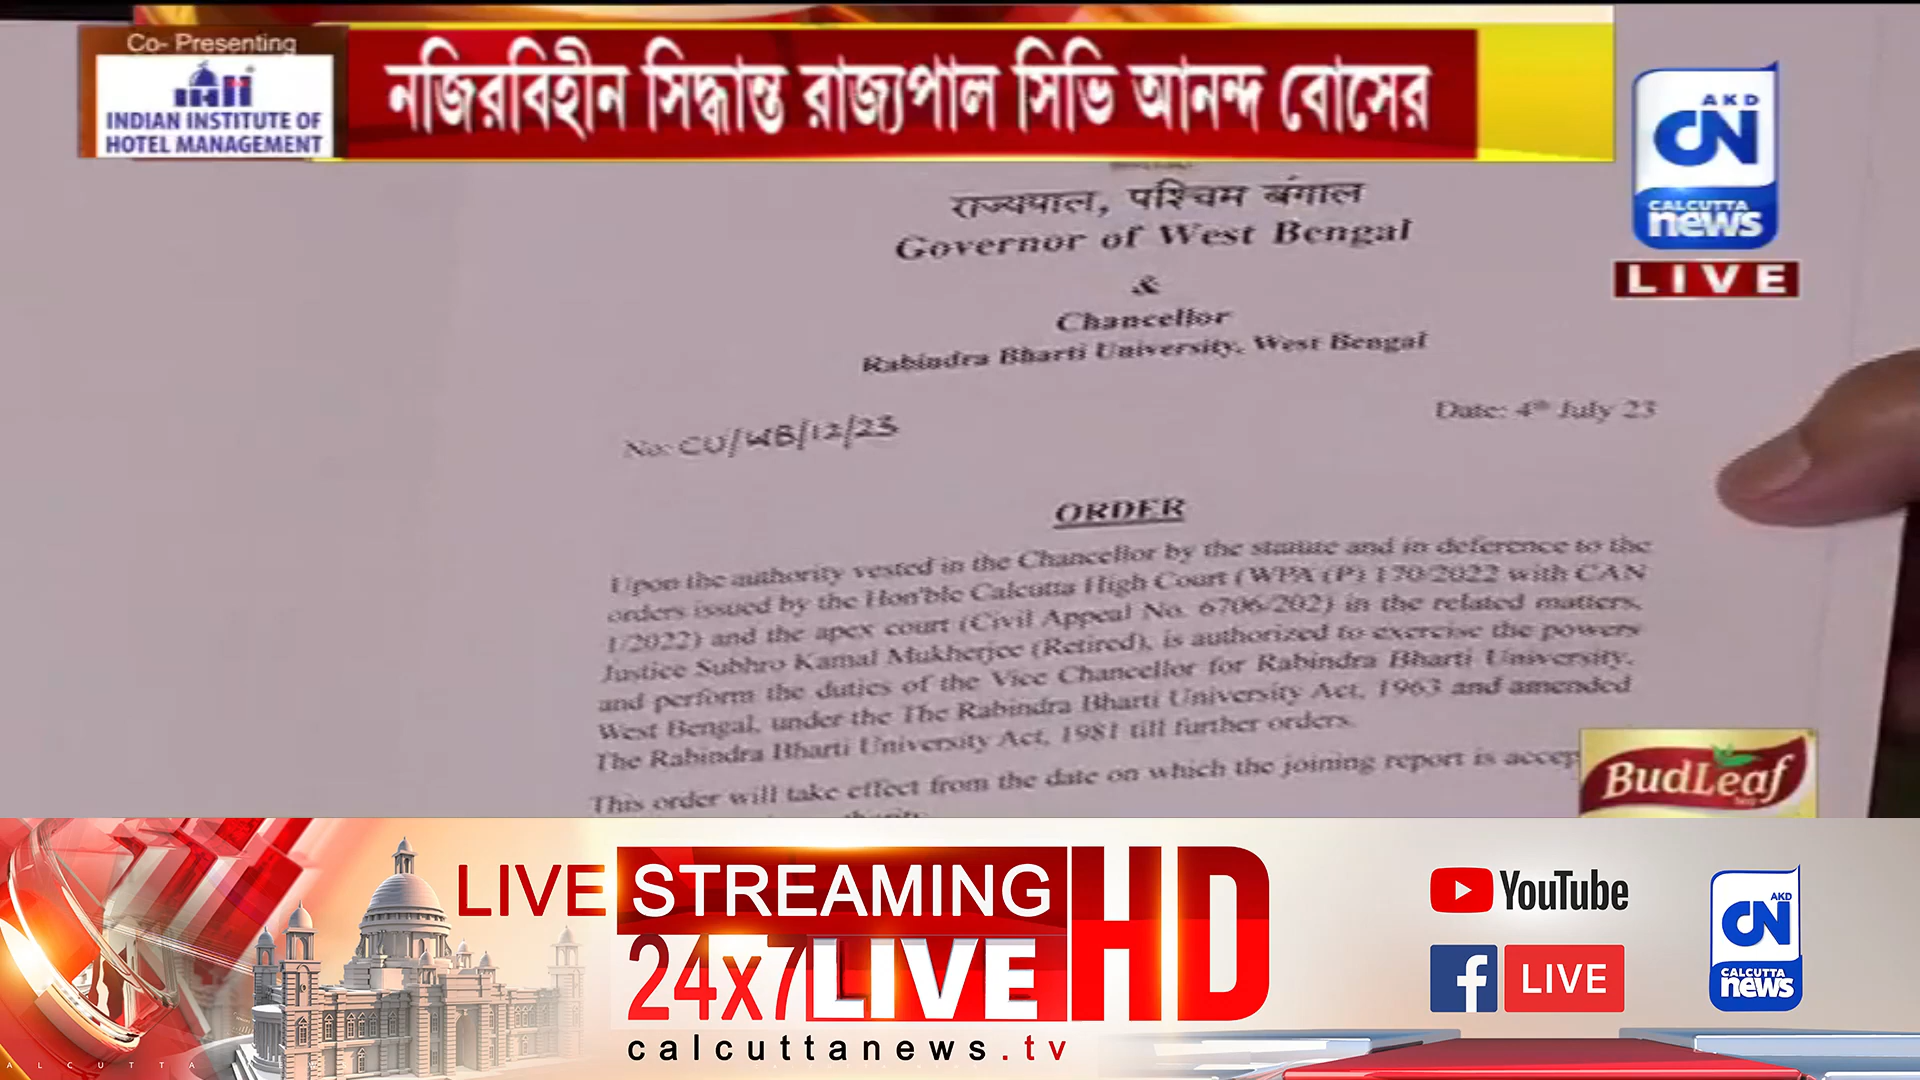 Co- Presenting
INDIAN INSTITUTE OF
HOTEL MANAGEMENT
নজিরবিহীন সিদ্ধান্ত রাজ্যপাল সিভি আনন্দ বোসের
AKD
CN
CALCUTTA
news
LIVE
राज्यपाल, पश्चिम बंगाल
Governor of West Bengal
&
Chancellor
Rabindra Bharti University, West Bengal
No: CU/WB/12/23
Date: 4th July 23
ORDER
Upon the authority vested in the Chancellor by the statute and in deference to the
orders issued by the Hon'ble Calcutta High Court (WPA (P) 170/2022 with CAN
1/2022) and the apex court (Civil Appeal No. 6706/202) in the related matters,
Justice Subhro Kamal Mukherjee (Retired), is authorized to exercise the powers
and perform the duties of the Vice Chancellor for Rabindra Bharti University,
West Bengal, under the The Rabindra Bharti University Act, 1963 and amended
The Rabindra Bharti University Act, 1981 till further orders.
This order will take effect from the date on which the joining report is accep
BudLeaf
LIVE STREAMING HD
24x7 LIVE
calcuttanews.tv
YouTube
f LIVE
AKD
CN
CALCUTTA
news